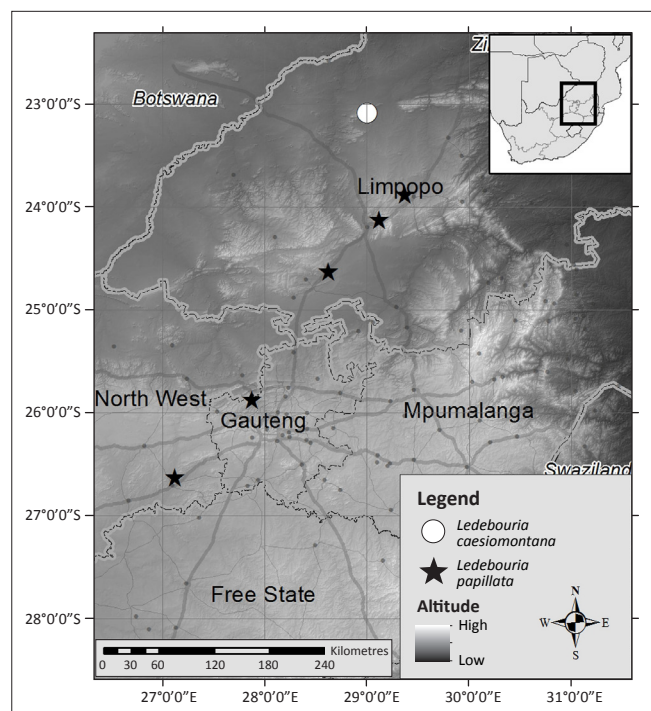 Zi
23°0'0"S
Botswana
Limpopo
24°0'0"S
25°0'0"S
North West
26°0'0"S
Gauteng
Mpumalanga
Swaziland
27°0'0"S
Free State
28°0'0"S
Legend
Ledebouria
caesiomontana
Ledebouria
papillata
Altitude
High
Low
N
W
E
S
Kilometres
0 30 60 120 180 240
27°0'0"E 28°0'0"E 29°0'0"E 30°0'0"E 31°0'0"E